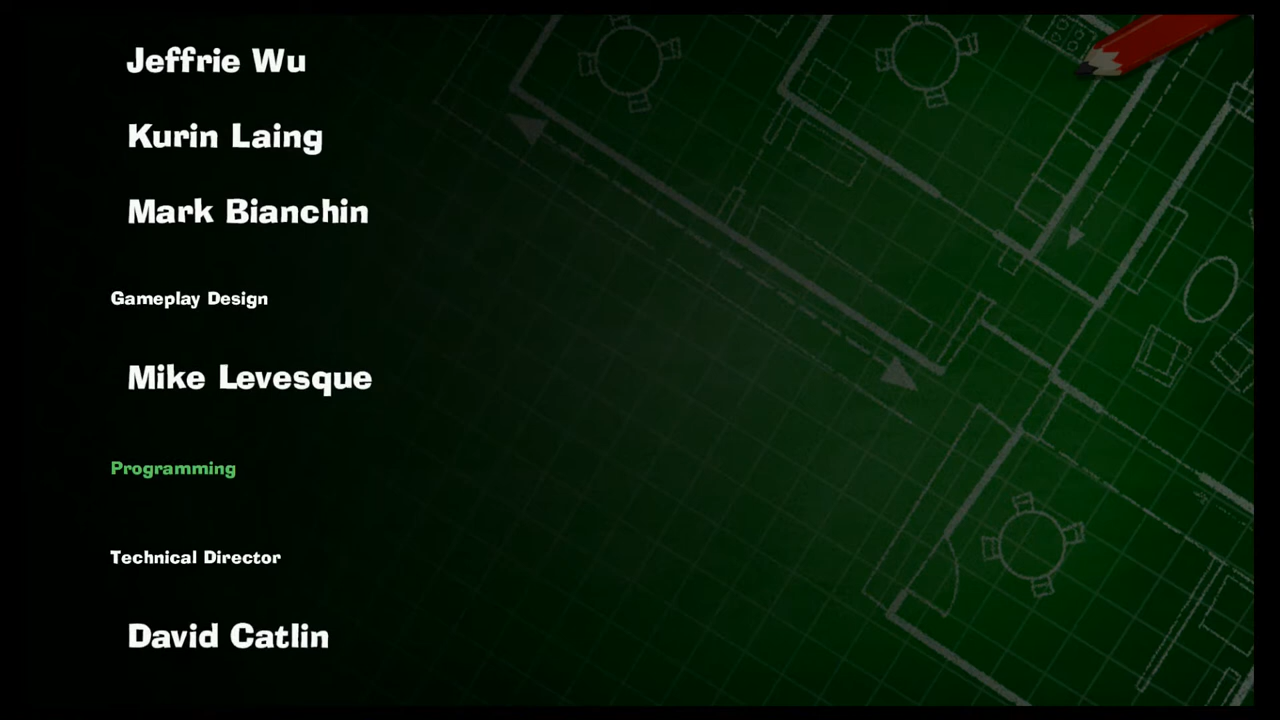 Jeffrie Wu
Kurin Laing
Mark Bianchin
Gameplay Design
Mike Levesque
Programming
Technical Director
David Catlin